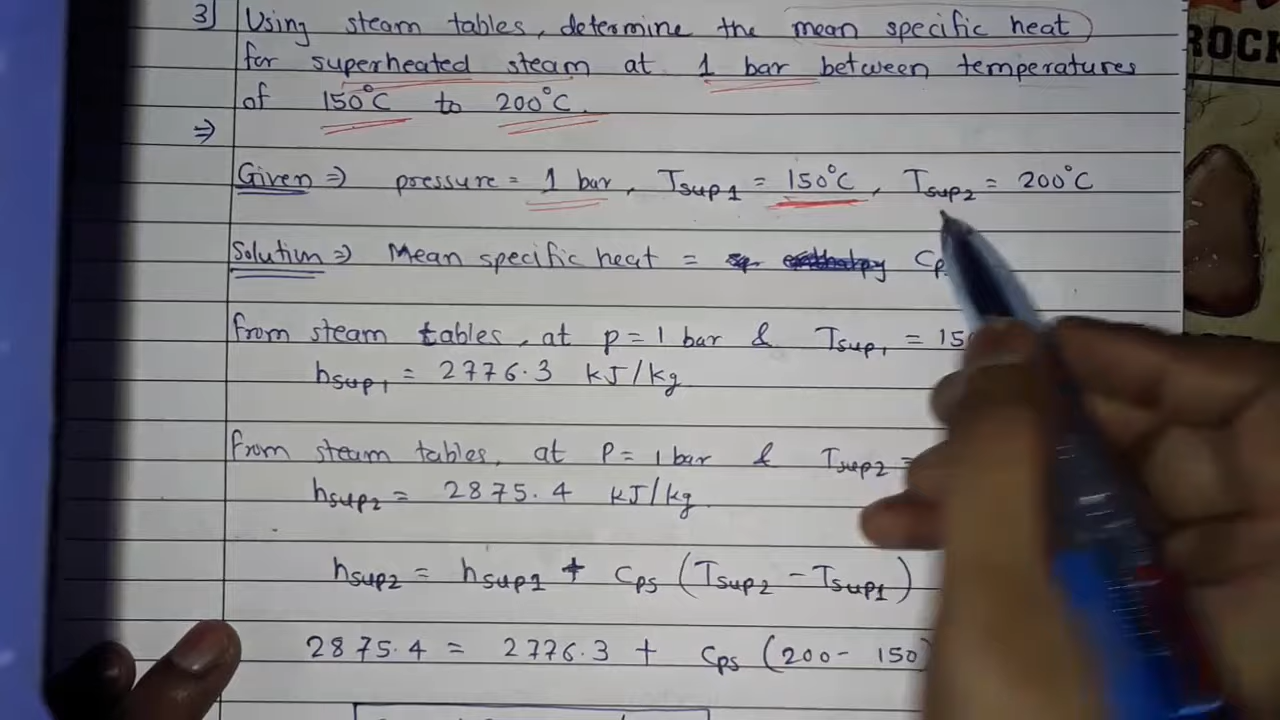 3) Using steam tables, determine the mean specific heat
for superheated steam at 1 bar between temperatures
of 150°C to 200°C.
⇒
Given ⇒ pressure = 1 bar, Tsup1 = 150°C, Tsup2 = 200°C
Solution ⇒ Mean specific heat = Cp
from steam tables, at p = 1 bar & Tsup1 = 15
hsup1 = 2776.3 kJ/kg
from steam tables, at P = 1 bar & Tsup2 =
hsup2 = 2875.4 kJ/kg
hsup2 = hsup1 + Cps (Tsup2 - Tsup1)
2875.4 = 2776.3 + Cps (200 - 150)
ROCK